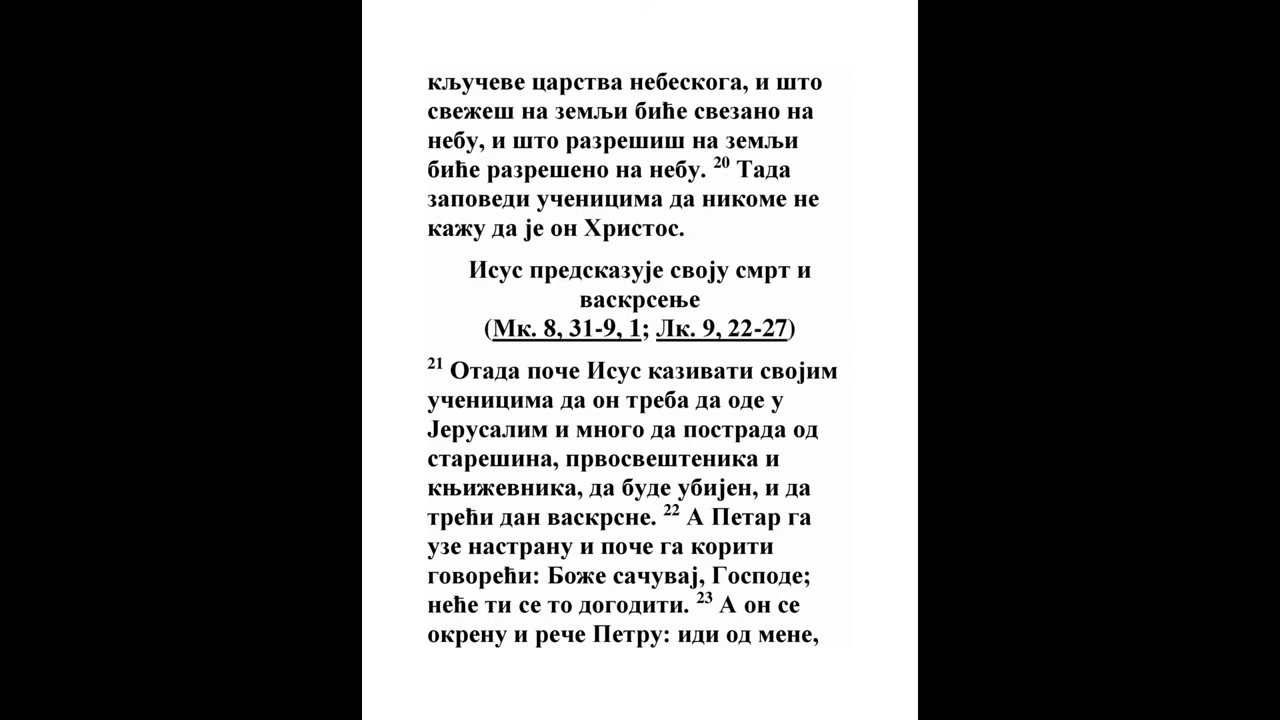 кључеве царства небескога, и што
свежеш на земљи биће свезано на
небу, и што разрешиш на земљи
биће разрешено на небу. 20 Тада
заповеди ученицима да никоме не
кажу да је он Христос.
Исус предсказује своју смрт и
васкрсење
(Мк. 8, 31-9, 1; Лк. 9, 22-27)
21 Отада поче Исус казивати својим
ученицима да он треба да оде у
Јерусалим и много да пострада од
старешина, првосвештеника и
књижевника, да буде убијен, и да
трећи дан васкрсне. 22 А Петар га
узе настрану и поче га корити
говорећи: Боже сачувај, Господе;
неће ти се то догодити. 23 А он се
окрену и рече Петру: иди од мене,